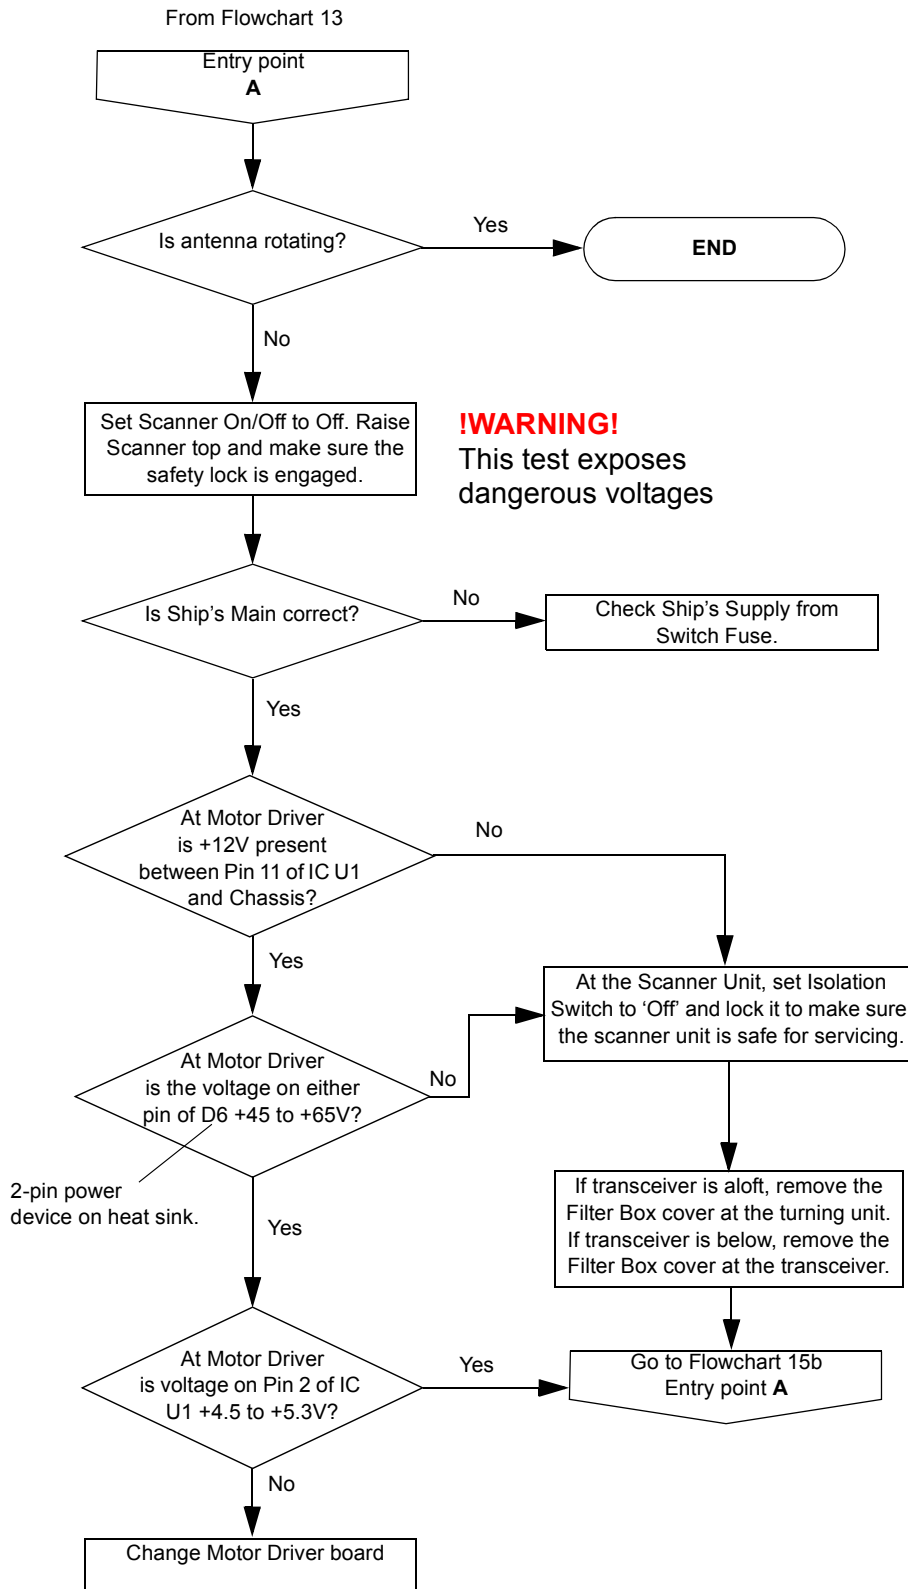 From Flowchart 13
Entry point
A
Is antenna rotating?
Yes
END
No
Set Scanner On/Off to Off. Raise
Scanner top and make sure the
safety lock is engaged.
!WARNING!
This test exposes
dangerous voltages
Is Ship's Main correct?
No
Check Ship's Supply from
Switch Fuse.
Yes
At Motor Driver
is +12V present
between Pin 11 of IC U1
and Chassis?
No
Yes
At the Scanner Unit, set Isolation
Switch to 'Off' and lock it to make sure
the scanner unit is safe for servicing.
At Motor Driver
is the voltage on either
pin of D6 +45 to +65V?
No
2-pin power
device on heat sink.
Yes
If transceiver is aloft, remove the
Filter Box cover at the turning unit.
If transceiver is below, remove the
Filter Box cover at the transceiver.
At Motor Driver
is voltage on Pin 2 of IC
U1 +4.5 to +5.3V?
Yes
Go to Flowchart 15b
Entry point A
No
Change Motor Driver board